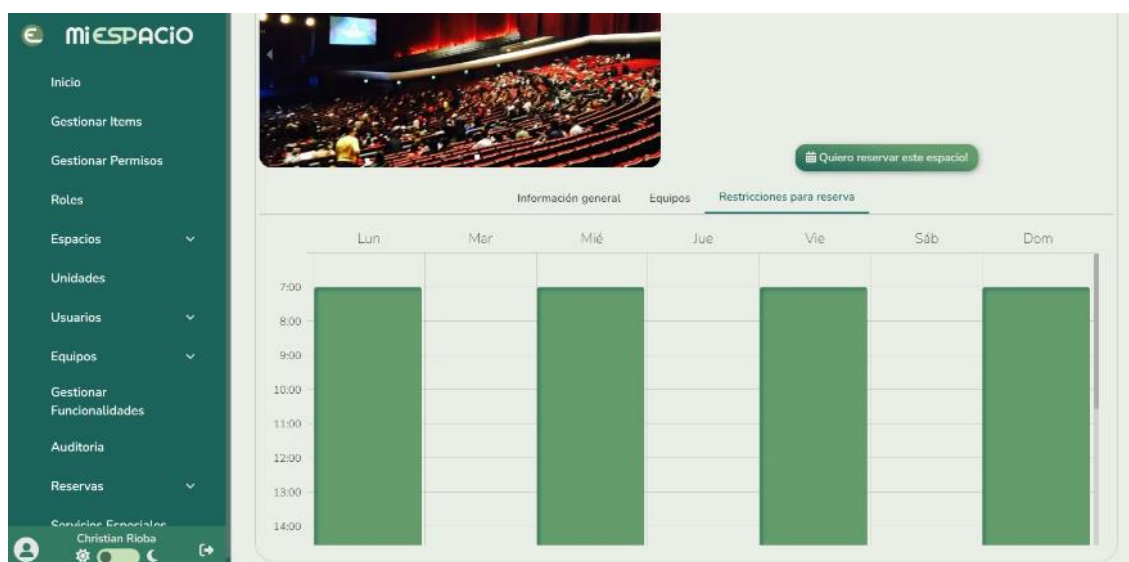 MIESPACIO
Inicio
Gestionar Items
Gestionar Permisos
Roles
Espacios
Unidades
Usuarios
Equipos
Gestionar
Funcionalidades
Auditoria
Reservas
Servicios Especiales
Christian Rioba
Quiero reservar este espacio!
Información general Equipos Restricciones para reserva
Lun Mar Mié Jue Vie Sáb Dom
7:00
8:00
9:00
10:00
11:00
12:00
13:00
14:00